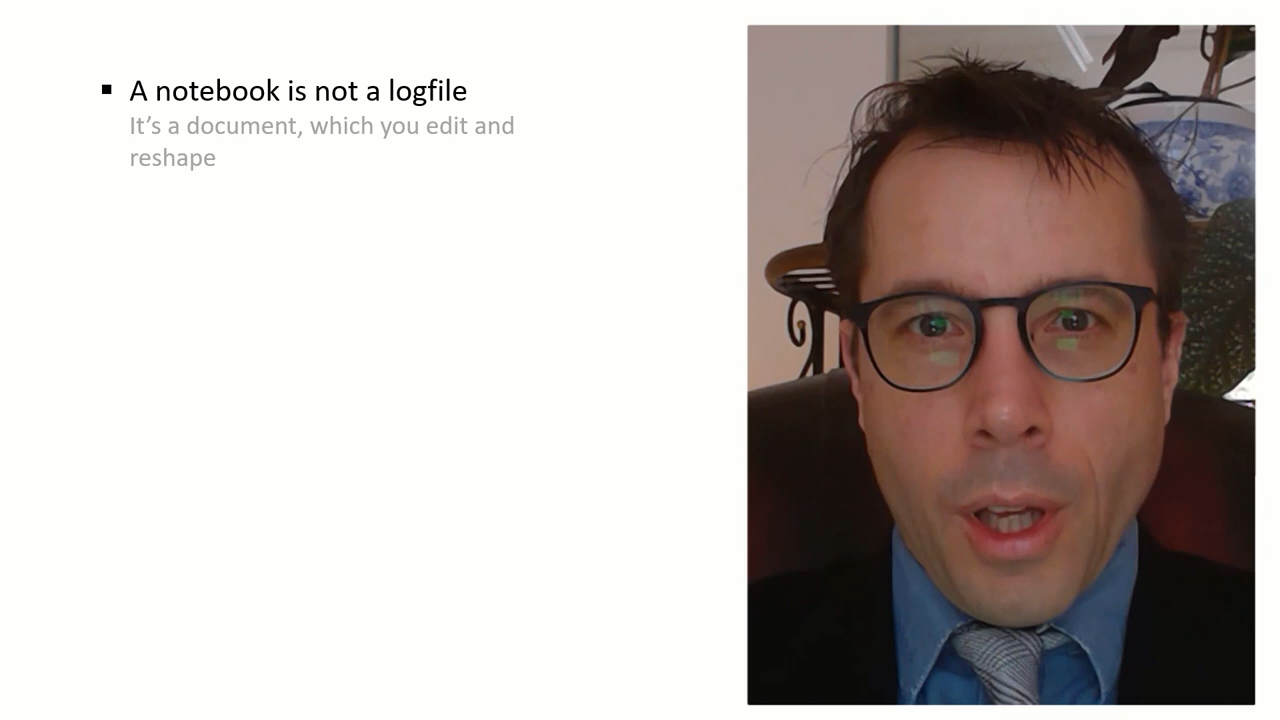 ▪ A notebook is not a logfile
It’s a document, which you edit and
reshape